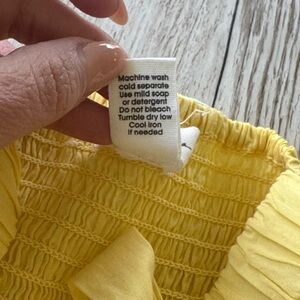 Machine wash
cold separate
Use mild soap
or detergent
Do not bleach
Tumble dry low
Cool iron
if needed